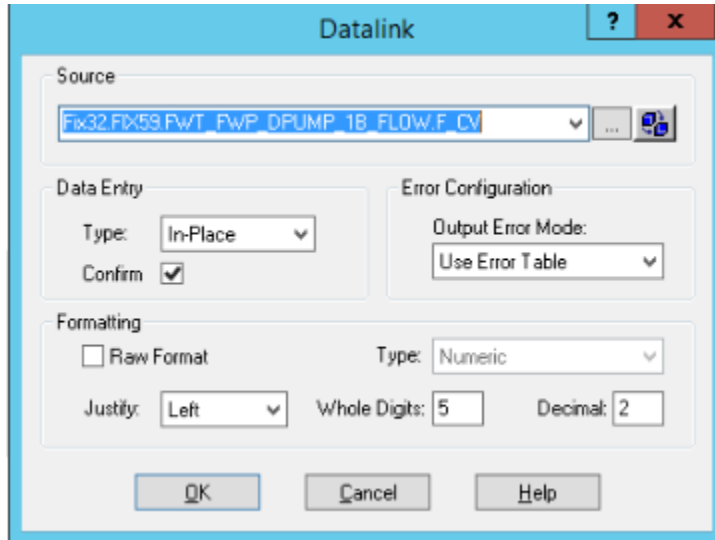 Datalink
?
x
Source
Fix32.FIX59.FWT_FWP_DPUMP_1B_FLOW.F_CV
...
Data Entry
Type: In-Place
Confirm
Error Configuration
Output Error Mode:
Use Error Table
Formatting
Raw Format Type: Numeric
Justify: Left Whole Digits: 5 Decimal: 2
OK Cancel Help